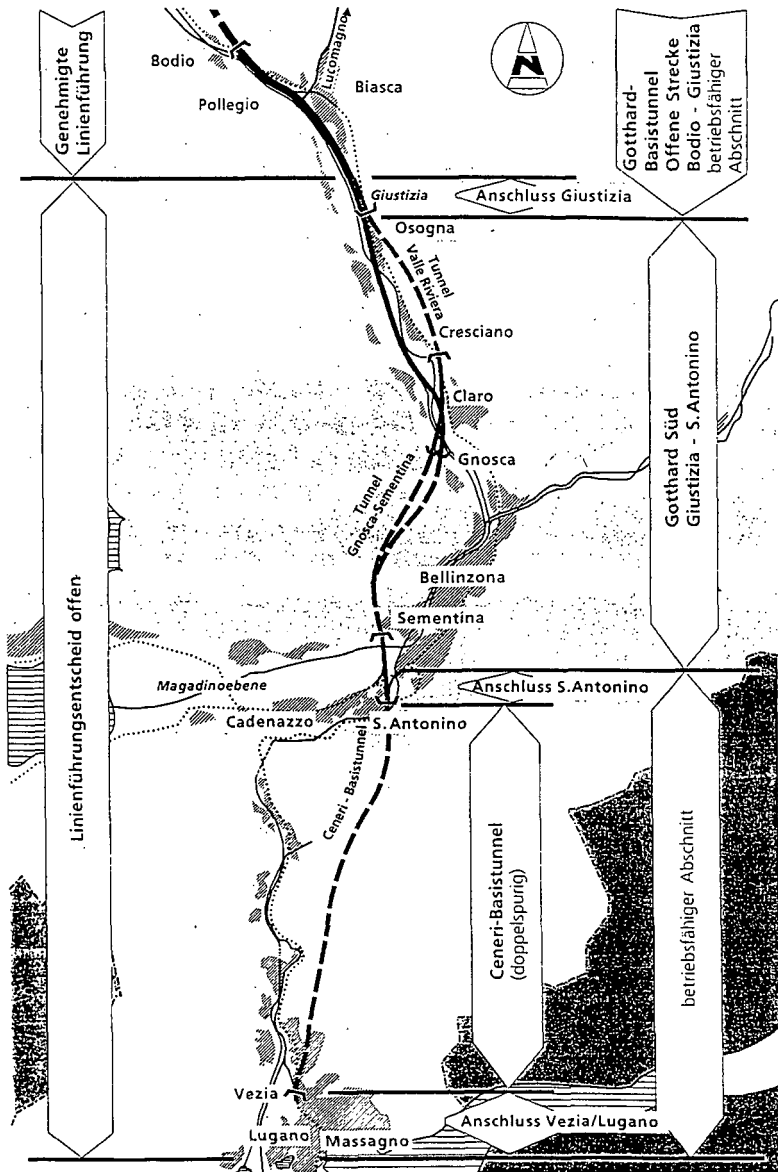 Genehmigte
Linienführung
Linienführungsentscheid offen
Bodio
Pollegio
Lucomagno
Biasca
N
Giustizia
Anschluss Giustizia
Osogna
Tunnel
Valle Riviera
Cresciano
Claro
Gnosca
Tunnel
Gnosca-Sementina
Bellinzona
Sementina
Magadinoebene
Anschluss S.Antonino
Cadenazzo
S.Antonino
Ceneri - Basistunnel
Vezia
Lugano
Massagno
Anschluss Vezia/Lugano
Ceneri-Basistunnel
(doppelspurig)
Gotthard-
Basistunnel
Offene Strecke
Bodio - Giustizia
betriebsfähiger
Abschnitt
Gotthard Süd
Giustizia - S.Antonino
betriebsfähiger Abschnitt